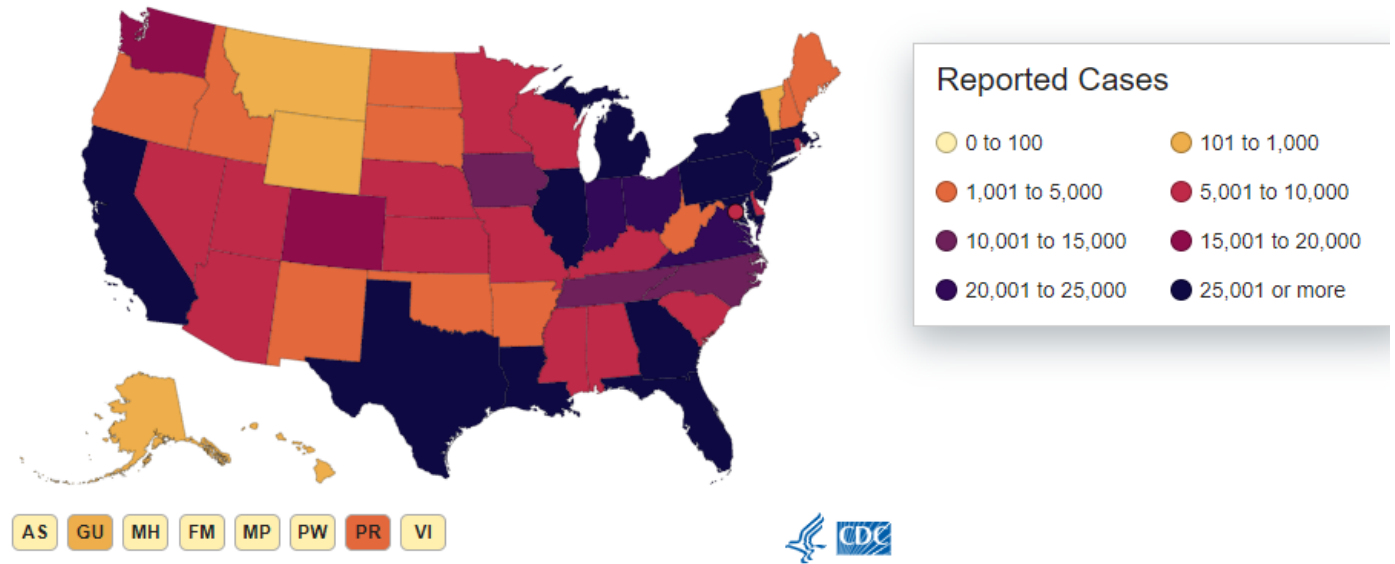 Reported Cases
0 to 100
101 to 1,000
1,001 to 5,000
5,001 to 10,000
10,001 to 15,000
15,001 to 20,000
20,001 to 25,000
25,001 or more
AS GU MH FM MP PW PR VI
CDC